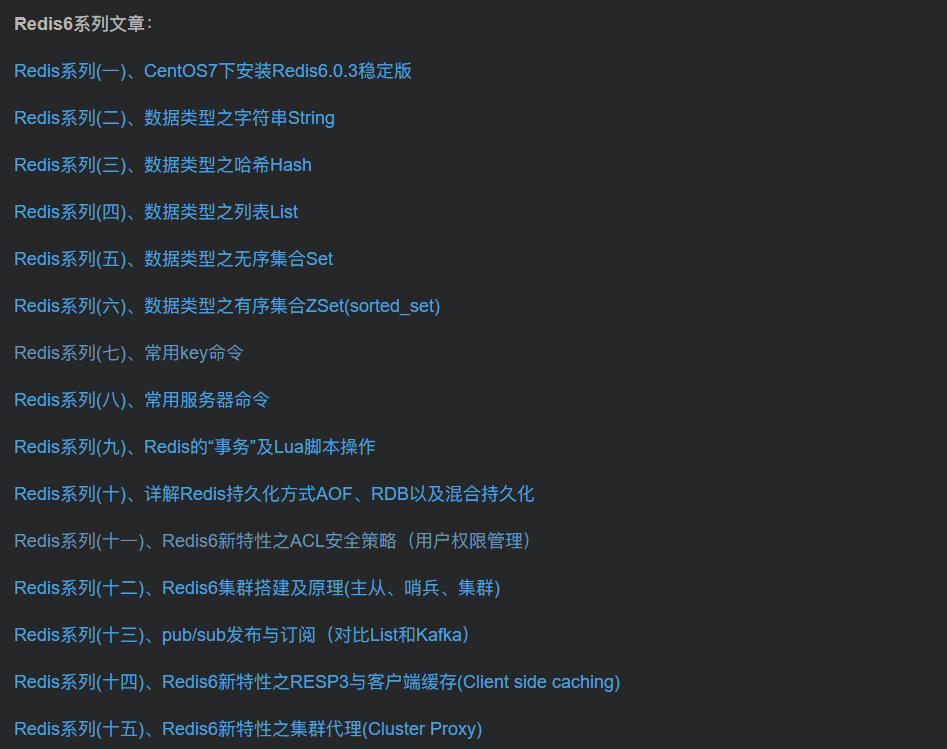 Redis6系列文章：
Redis系列(一)、CentOS7下安装Redis6.0.3稳定版
Redis系列(二)、数据类型之字符串String
Redis系列(三)、数据类型之哈希Hash
Redis系列(四)、数据类型之列表List
Redis系列(五)、数据类型之无序集合Set
Redis系列(六)、数据类型之有序集合ZSet(sorted_set)
Redis系列(七)、常用key命令
Redis系列(八)、常用服务器命令
Redis系列(九)、Redis的“事务”及Lua脚本操作
Redis系列(十)、详解Redis持久化方式AOF、RDB以及混合持久化
Redis系列(十一)、Redis6新特性之ACL安全策略（用户权限管理）
Redis系列(十二)、Redis6集群搭建及原理(主从、哨兵、集群)
Redis系列(十三)、pub/sub发布与订阅（对比List和Kafka）
Redis系列(十四)、Redis6新特性之RESP3与客户端缓存(Client side caching)
Redis系列(十五)、Redis6新特性之集群代理(Cluster Proxy)